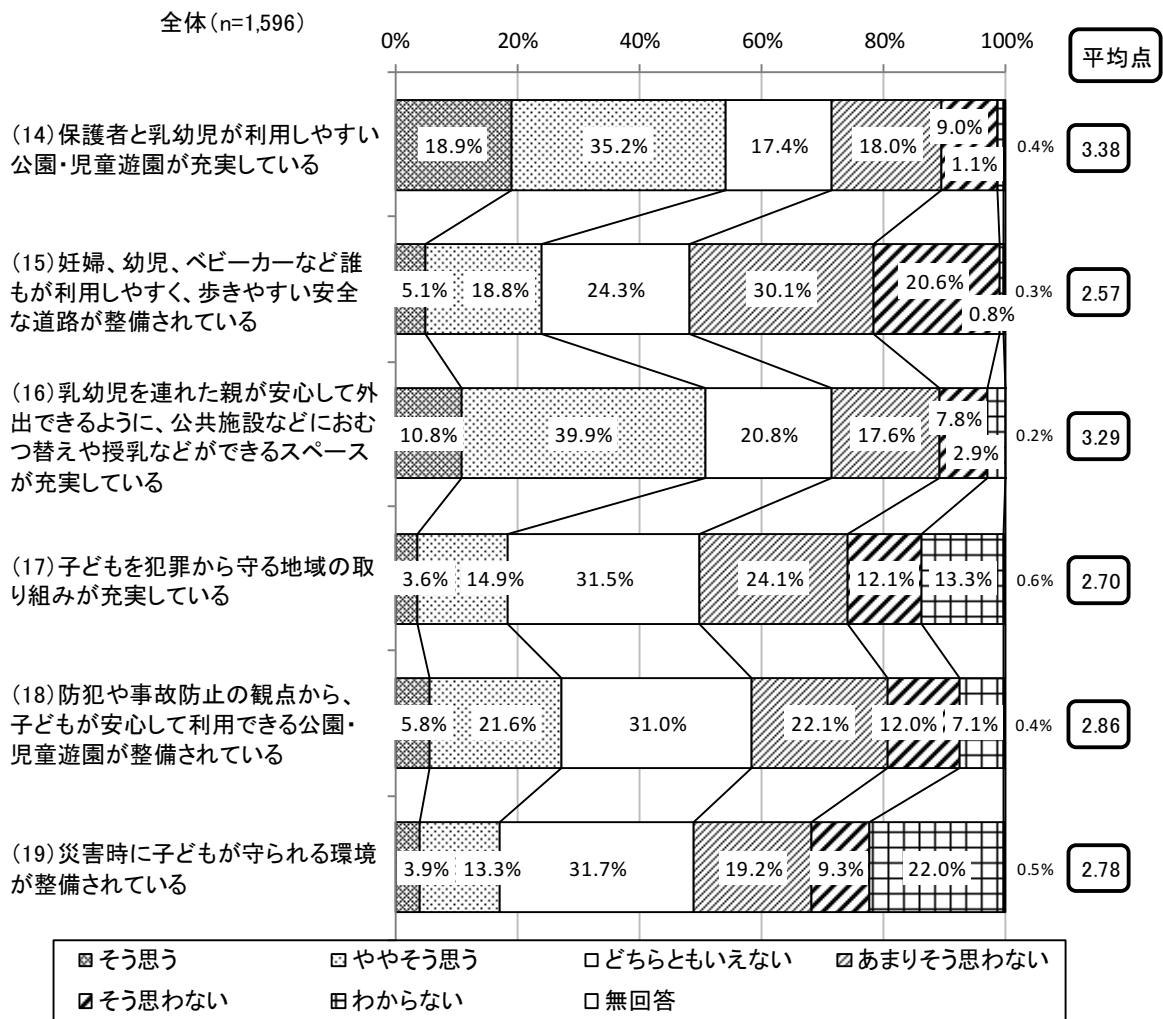 全体(n=1,596)
0% 20% 40% 60% 80% 100%
平均点
(14)保護者と乳幼児が利用しやすい
公園・児童遊園が充実している
18.9% 35.2% 17.4% 18.0% 9.0% 1.1% 0.4% 3.38
(15)妊婦、幼児、ベビーカーなど誰
もが利用しやすく、歩きやすい安全
な道路が整備されている
5.1% 18.8% 24.3% 30.1% 20.6% 0.8% 0.3% 2.57
(16)乳幼児を連れた親が安心して外
出できるように、公共施設などにおむ
つ替えや授乳などができるスペース
が充実している
10.8% 39.9% 20.8% 17.6% 7.8% 2.9% 0.2% 3.29
(17)子どもを犯罪から守る地域の取
り組みが充実している
3.6% 14.9% 31.5% 24.1% 12.1% 13.3% 0.6% 2.70
(18)防犯や事故防止の観点から、
子どもが安心して利用できる公園・
児童遊園が整備されている
5.8% 21.6% 31.0% 22.1% 12.0% 7.1% 0.4% 2.86
(19)災害時に子どもが守られる環境
が整備されている
3.9% 13.3% 31.7% 19.2% 9.3% 22.0% 0.5% 2.78
そう思う ややそう思う どちらともいえない あまりそう思わない
そう思わない わからない 無回答